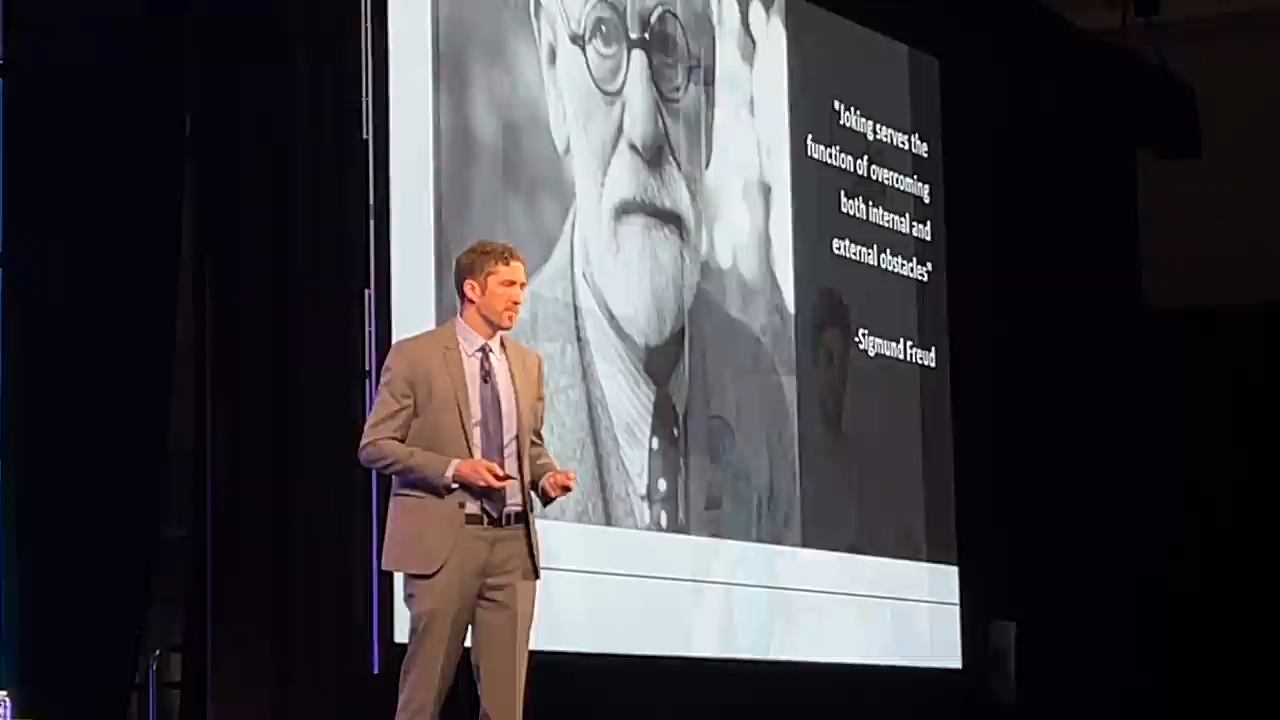 "Joking serves the
function of overcoming
both internal and
external obstacles"
-Sigmund Freud